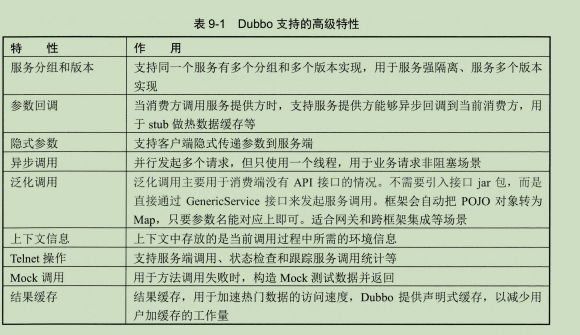 表 9-1 Dubbo 支持的高级特性
特 性 作 用
服务分组和版本 支持同一个服务有多个分组和多个版本实现，用于服务强隔离、服务多个版本
实现
参数回调 当消费方调用服务提供方时，支持服务提供方能够异步回调到当前消费方，用
于 stub 做热数据缓存等
隐式参数 支持客户端隐式传递参数到服务端
异步调用 并行发起多个请求，但只使用一个线程，用于业务请求非阻塞场景
泛化调用 泛化调用主要用于消费端没有 API 接口的情况。不需要引入接口 jar 包，而是
直接通过 GenericService 接口来发起服务调用。框架会自动把 POJO 对象转为
Map，只要参数名能对应上即可。适合网关和跨框架集成等场景
上下文信息 上下文中存放的是当前调用过程中所需的环境信息
Telnet 操作 支持服务端调用、状态检查和跟踪服务调用统计等
Mock 调用 用于方法调用失败时，构造 Mock 测试数据并返回
结果缓存 结果缓存，用于加速热门数据的访问速度，Dubbo 提供声明式缓存，以减少用
户加缓存的工作量